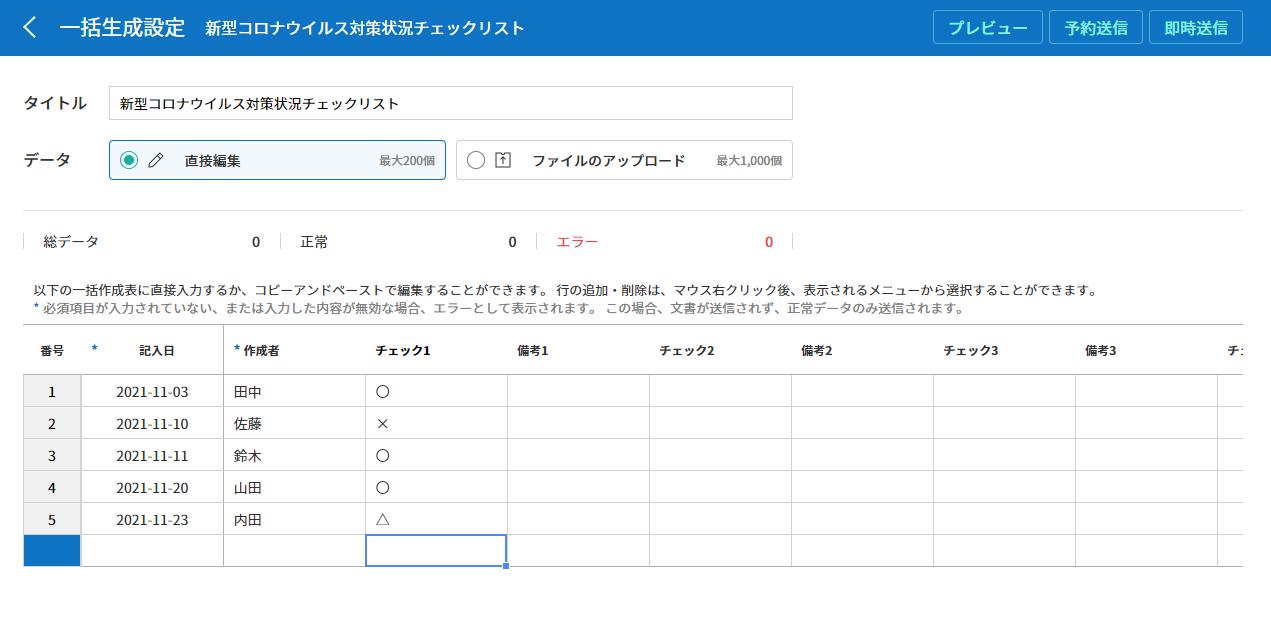 一括生成設定 新型コロナウイルス対策状況チェックリスト プレビュー 予約送信 即時送信
タイトル 新型コロナウイルス対策状況チェックリスト
データ 直接編集 最大200個 ファイルのアップロード 最大1,000個
総データ 0 正常 0 エラー 0
以下の一括作成表に直接入力するか、コピーアンドペーストで編集することができます。 行の追加・削除は、マウス右クリック後、表示されるメニューから選択することができます。
* 必須項目が入力されていない、または入力した内容が無効な場合、エラーとして表示されます。 この場合、文書が送信されず、正常データのみ送信されます。
番号 * 記入日 * 作成者 チェック1 備考1 チェック2 備考2 チェック3 備考3 チェ
1 2021-11-03 田中 〇
2 2021-11-10 佐藤 ×
3 2021-11-11 鈴木 〇
4 2021-11-20 山田 〇
5 2021-11-23 内田 △